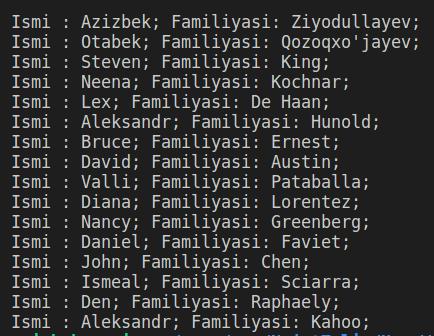 Ismi : Azizbek; Familiyasi: Ziyodullayev;
Ismi : Otabek; Familiyasi: Qozoqxo'jayev;
Ismi : Steven; Familiyasi: King;
Ismi : Neena; Familiyasi: Kochnar;
Ismi : Lex; Familiyasi: De Haan;
Ismi : Aleksandr; Familiyasi: Hunold;
Ismi : Bruce; Familiyasi: Ernest;
Ismi : David; Familiyasi: Austin;
Ismi : Valli; Familiyasi: Pataballa;
Ismi : Diana; Familiyasi: Lorentez;
Ismi : Nancy; Familiyasi: Greenberg;
Ismi : Daniel; Familiyasi: Faviet;
Ismi : John; Familiyasi: Chen;
Ismi : Ismeal; Familiyasi: Sciarra;
Ismi : Den; Familiyasi: Raphaely;
Ismi : Aleksandr; Familiyasi: Kahoo;